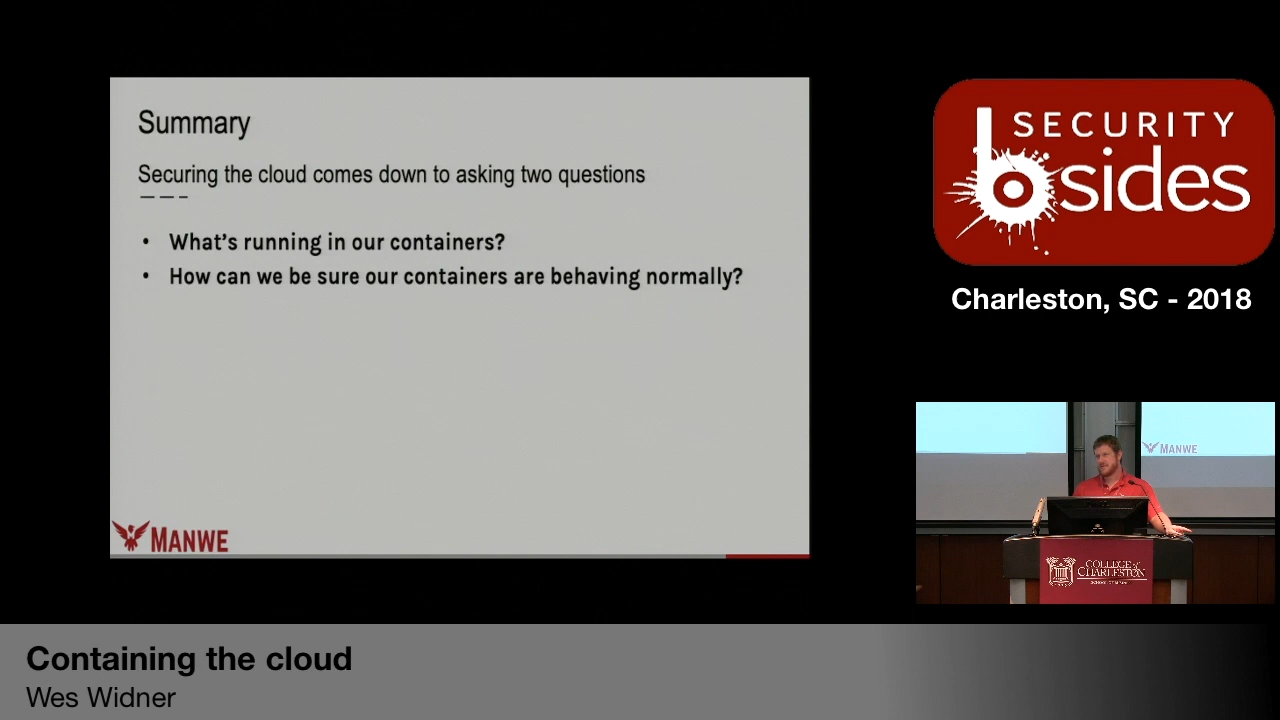 Summary
Securing the cloud comes down to asking two questions
• What's running in our containers?
• How can we be sure our containers are behaving normally?
MANWE
SECURITY
bsides
Charleston, SC - 2018
MANWE
COLLEGE of
CHARLESTON
Containing the cloud
Wes Widner